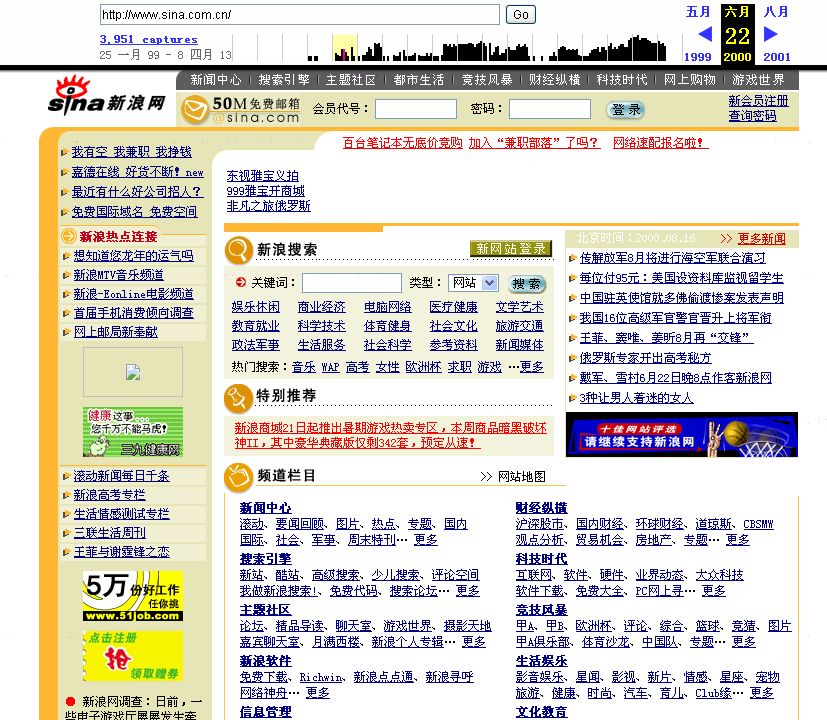 http://www.sina.com.cn/
Go
五月 六月 八月
22
1999 2000 2001
3,951 captures
25 一月 99 - 8 四月 13
新闻中心 | 搜索引擎 | 主题社区 | 都市生活 | 竞技风暴 | 财经纵横 | 科技时代 | 网上购物 | 游戏世界
sina新浪网
50M免费邮箱
@sina.com
会员代号： 密码： 登录
新会员注册
查询密码
百台笔记本无底价竞购 加入“兼职部落”了吗？ 网络速配报名啦！
我有空 我兼职 我挣钱
嘉德在线 好货不断！new
最近有什么好公司招人？
免费国际域名 免费空间
新浪热点连接
想知道您龙年的运气吗
新浪MTV音乐频道
新浪-Eonline电影频道
首届手机消费倾向调查
网上邮局新奉献
健康这事…
您千万不能马虎！
三九健康网
滚动新闻每日千条
新浪高考专栏
生活情感测试专栏
三联生活周刊
王菲与谢霆锋之恋
5万份好工作
任你挑
www.51job.com
点击注册
抢
领取赠券
新浪网调查：日前，一
些电子游戏厅屡屡发生牵
东视雅宝义拍
999雅宝开商城
非凡之旅俄罗斯
新浪搜索
新网站登录
关键词： 类型： 网站 搜索
娱乐休闲 商业经济 电脑网络 医疗健康 文学艺术
教育就业 科学技术 体育健身 社会文化 旅游交通
政法军事 生活服务 社会科学 参考资料 新闻媒体
热门搜索：音乐 WAP 高考 女性 欧洲杯 求职 游戏 …更多
特别推荐
新浪商城21日起推出暑期游戏热卖专区，本周商品暗黑破坏
神II，其中豪华典藏版仅剩342套，预定从速！
频道栏目
>> 网站地图
北京时间：2000.08.16 >> 更多新闻
传解放军8月将进行海空军联合演习
每位付95元：美国设资料库监视留学生
中国驻英使馆就多佛偷渡惨案发表声明
我国16位高级军官警官晋升上将军衔
王菲、窦唯、姜昕8月再“交锋”
俄罗斯专家开出高考秘方
戴军、雪村6月22日晚8点作客新浪网
3种让男人着迷的女人
十佳网站评选
请继续支持新浪网
新闻中心
滚动、要闻回顾、图片、热点、专题、国内
国际、社会、军事、周末特刊… 更多
搜索引擎
新站、酷站、高级搜索、少儿搜索、评论空间
我做新浪搜索!、免费代码、搜索论坛… 更多
主题社区
论坛、精品导读、聊天室、游戏世界、摄影天地
嘉宾聊天室、月满西楼、新浪个人专辑… 更多
新浪软件
免费下载、Richwin、新浪点点通、新浪寻呼
网络神舟… 更多
信息管理
财经纵横
沪深股市、国内财经、环球财经、道琼斯、CBSMW
观点分析、贸易机会、房地产、专题… 更多
科技时代
互联网、软件、硬件、业界动态、大众科技
软件下载、免费大全、PC网上寻… 更多
竞技风暴
甲A、甲B、欧洲杯、评论、综合、篮球、竞猜、图片
甲A俱乐部、体育沙龙、中国队、专题… 更多
生活娱乐
影音娱乐、星闻、影视、新片、情感、星座、宠物
旅游、健康、时尚、汽车、育儿、Club缘… 更多
文化教育